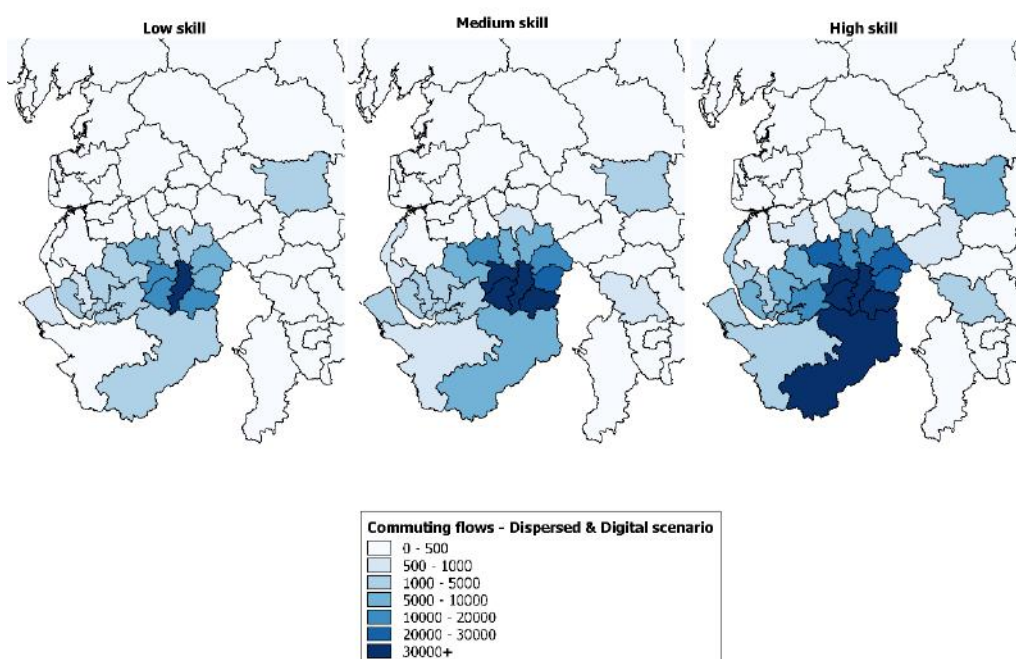 Low skill
Medium skill
High skill
Commuting flows - Dispersed & Digital scenario
0 - 500
500 - 1000
1000 - 5000
5000 - 10000
10000 - 20000
20000 - 30000
30000+